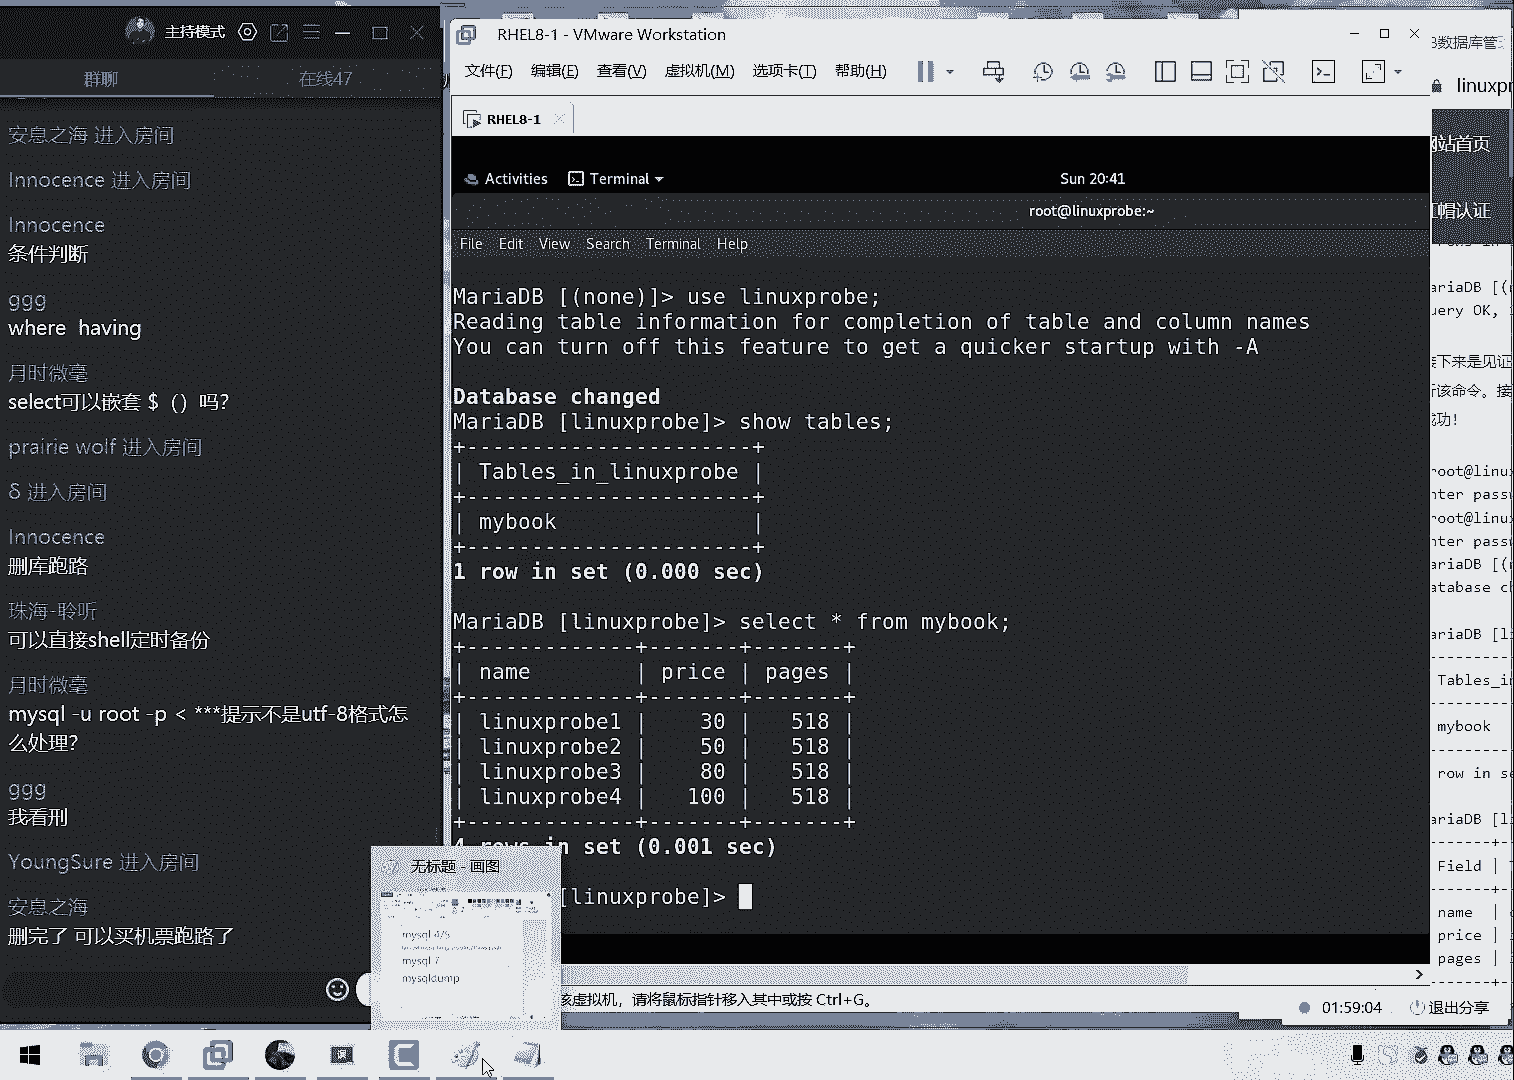 主持模式
群聊
在线47
安息之海 进入房间
Innocence 进入房间
Innocence
条件判断
ggg
where having
月时微毫
select可以嵌套 $（）吗?
prairie wolf 进入房间
δ 进入房间
Innocence
删库跑路
珠海-聆听
可以直接shell定时备份
月时微毫
mysql -u root -p < ***提示不是utf-8格式怎
么处理?
ggg
我看刑
YoungSure 进入房间
安息之海
删完了 可以买机票跑路了
RHEL8-1 - VMware Workstation
文件(F) 编辑(E) 查看(V) 虚拟机(M) 选项卡(T) 帮助(H)
RHEL8-1
Activities Terminal Sun 20:41
root@linuxprobe:~
File Edit View Search Terminal Help
MariaDB [(none)]> use linuxprobe;
Reading table information for completion of table and column names
You can turn off this feature to get a quicker startup with -A
Database changed
MariaDB [linuxprobe]> show tables;
+----------------------+
| Tables_in_linuxprobe |
+----------------------+
| mybook               |
+----------------------+
1 row in set (0.000 sec)
MariaDB [linuxprobe]> select * from mybook;
+-------------+-------+-------+
| name        | price | pages |
+-------------+-------+-------+
| linuxprobe1 |    30 |   518 |
| linuxprobe2 |    50 |   518 |
| linuxprobe3 |    80 |   518 |
| linuxprobe4 |   100 |   518 |
+-------------+-------+-------+
4 rows in set (0.001 sec)
[linuxprobe]>
无标题 - 画图
mysql 4/5
mysql 7
mysqldump
该虚拟机，请将鼠标指针移入其中或按 Ctrl+G。
01:59:04 退出分享
数据库管
linuxpr
网站首页
帽认证
ariaDB [(n
uery OK,
接下来是见证
该命令。接
成功!
root@linux
nter passw
root@linux
nter passw
ariaDB [(n
atabase ch
ariaDB [li
Tables_in
mybook
row in se
ariaDB [li
Field |
name |
price |
pages |